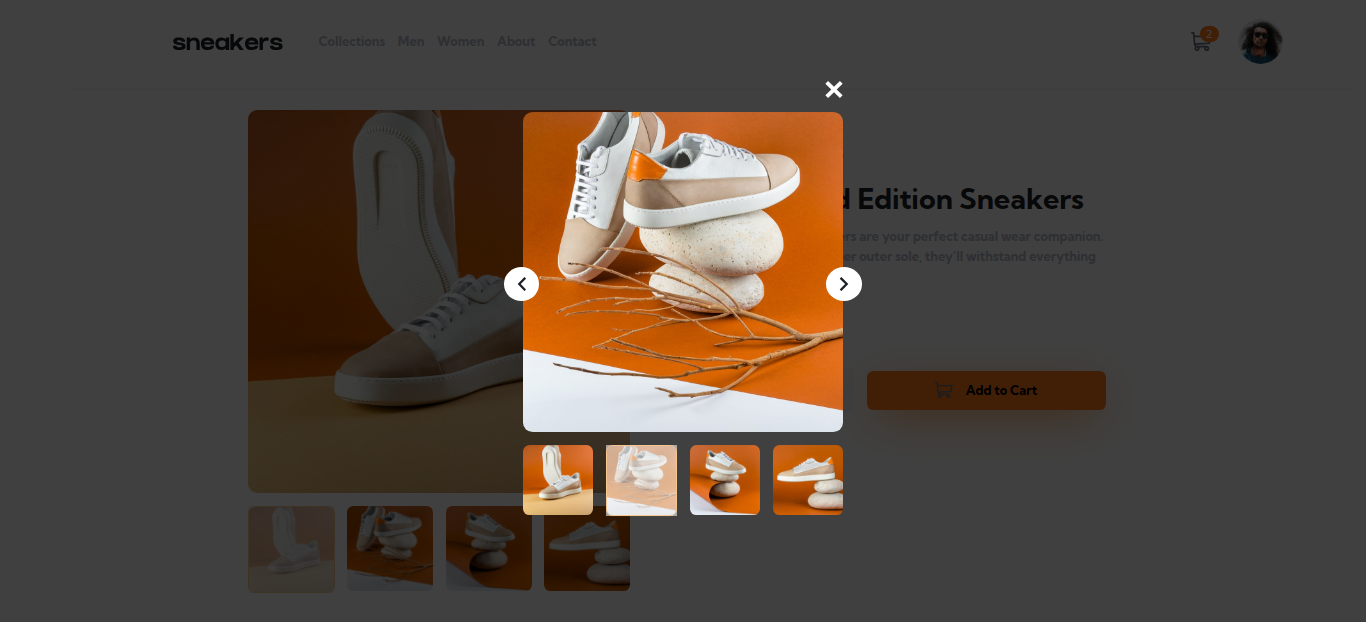 sneakers
Collections Men Women About Contact
2
d Edition Sneakers
ers are your perfect casual wear companion.
er outer sole, they'll withstand everything
Add to Cart